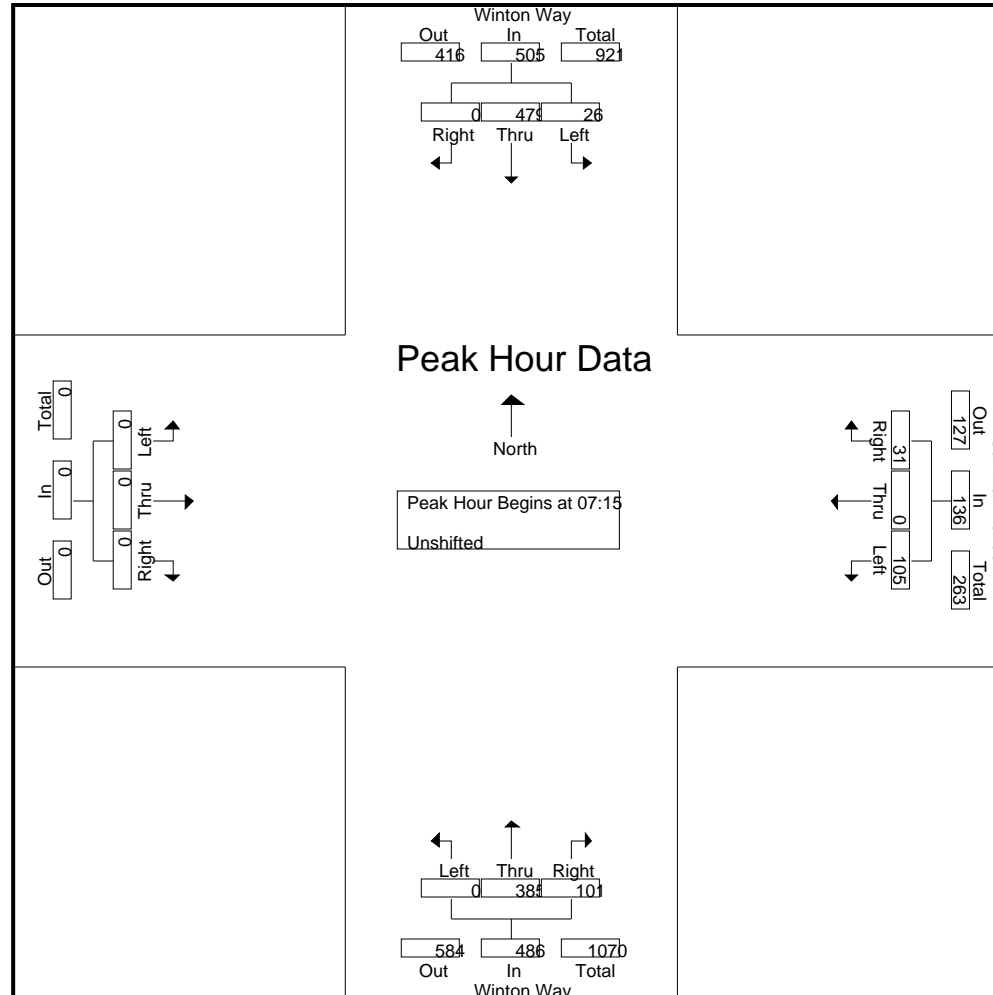 Winton Way
Out In Total
416 505 921
0 479 26
Right Thru Left
Peak Hour Data
North
Peak Hour Begins at 07:15
Unshifted
Total In Out
0 0 0
0 0 0
Left Thru Right
Right Thru Left
31 0 105
127 136 263
Out In Total
Left Thru Right
0 385 101
584 486 1070
Out In Total
Winton Way